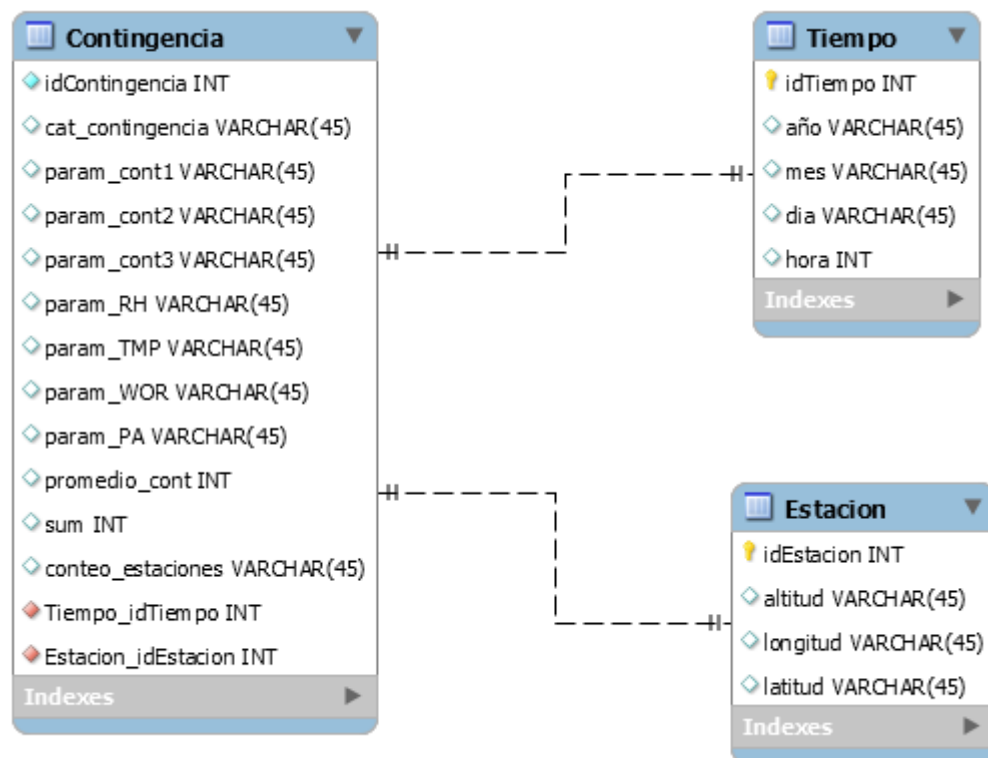 Contingencia
idContingencia INT
cat_contingencia VARCHAR(45)
param_cont1 VARCHAR(45)
param_cont2 VARCHAR(45)
param_cont3 VARCHAR(45)
param_RH VARCHAR(45)
param_TMP VARCHAR(45)
param_WOR VARCHAR(45)
param_PA VARCHAR(45)
promedio_cont INT
sum INT
conteo_estaciones VARCHAR(45)
Tiempo_idTiempo INT
Estacion_idEstacion INT
Indexes
Tiempo
idTiempo INT
año VARCHAR(45)
mes VARCHAR(45)
dia VARCHAR(45)
hora INT
Indexes
Estacion
idEstacion INT
altitud VARCHAR(45)
longitud VARCHAR(45)
latitud VARCHAR(45)
Indexes